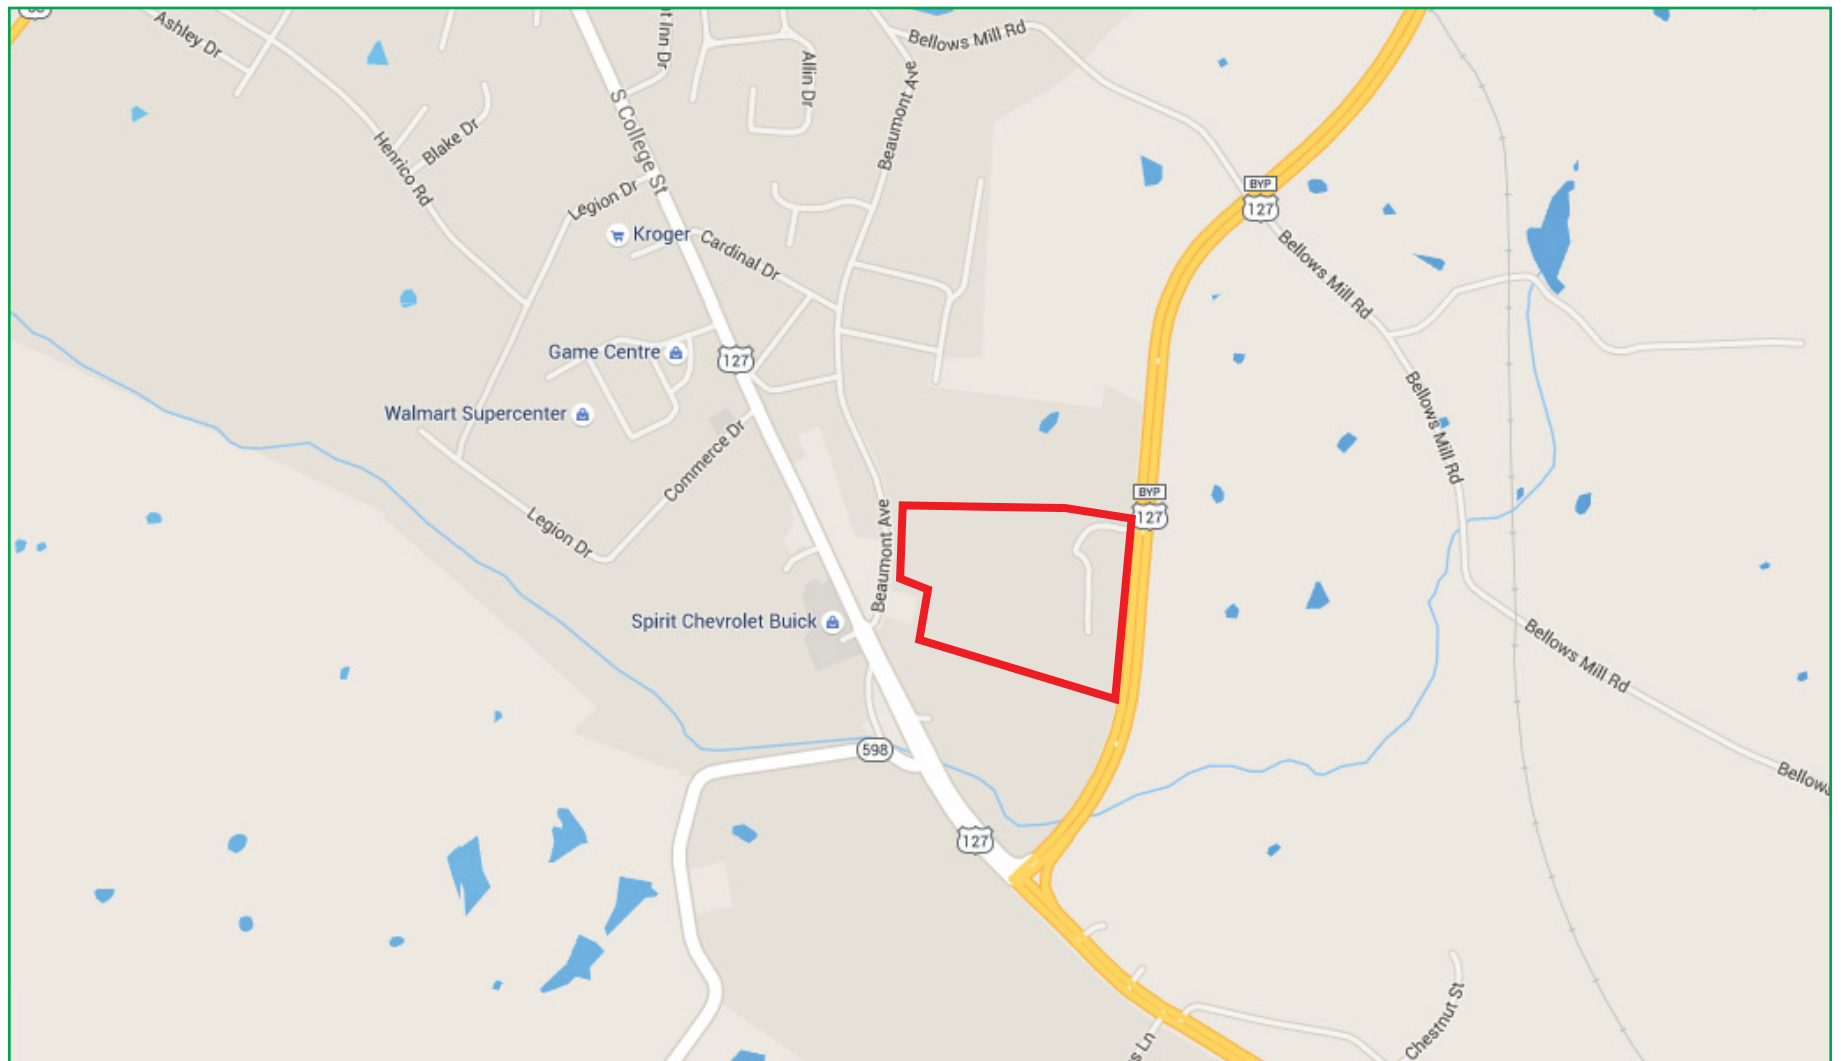 Ashley Dr
Bellows Mill Rd
Allin Dr
Beaumont Ave
S College St
Henrico Rd
Blake Dr
Legion Dr
Kroger
Cardinal Dr
BYP
127
Bellows Mill Rd
Game Centre
127
Walmart Supercenter
Commerce Dr
Bellows Mill Rd
BYP
127
Legion Dr
Beaumont Ave
Spirit Chevrolet Buick
Bellows Mill Rd
598
Bellows
127
Chestnut St
Inn Dr